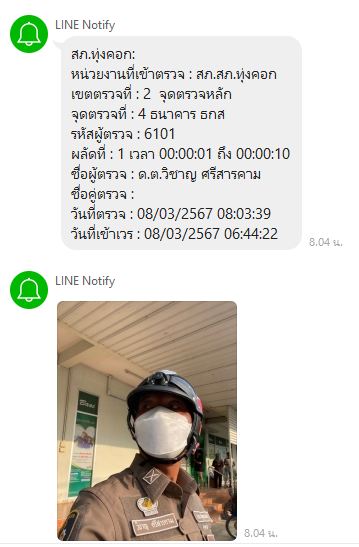 LINE Notify
สภ.ทุ่งคอก:
หน่วยงานที่เข้าตรวจ : สภ.สภ.ทุ่งคอก
เขตตรวจที่ : 2 จุดตรวจหลัก
จุดตรวจที่ : 4 ธนาคาร ธกส
รหัสผู้ตรวจ : 6101
ผลัดที่ : 1 เวลา 00:00:01 ถึง 00:00:10
ชื่อผู้ตรวจ : ด.ต.วิชาญ ศรีสารคาม
ชื่อคู่ตรวจ :
วันที่ตรวจ : 08/03/2567 08:03:39
วันที่เข้าเวร : 08/03/2567 06:44:22
8.04 น.
LINE Notify
8.04 น.